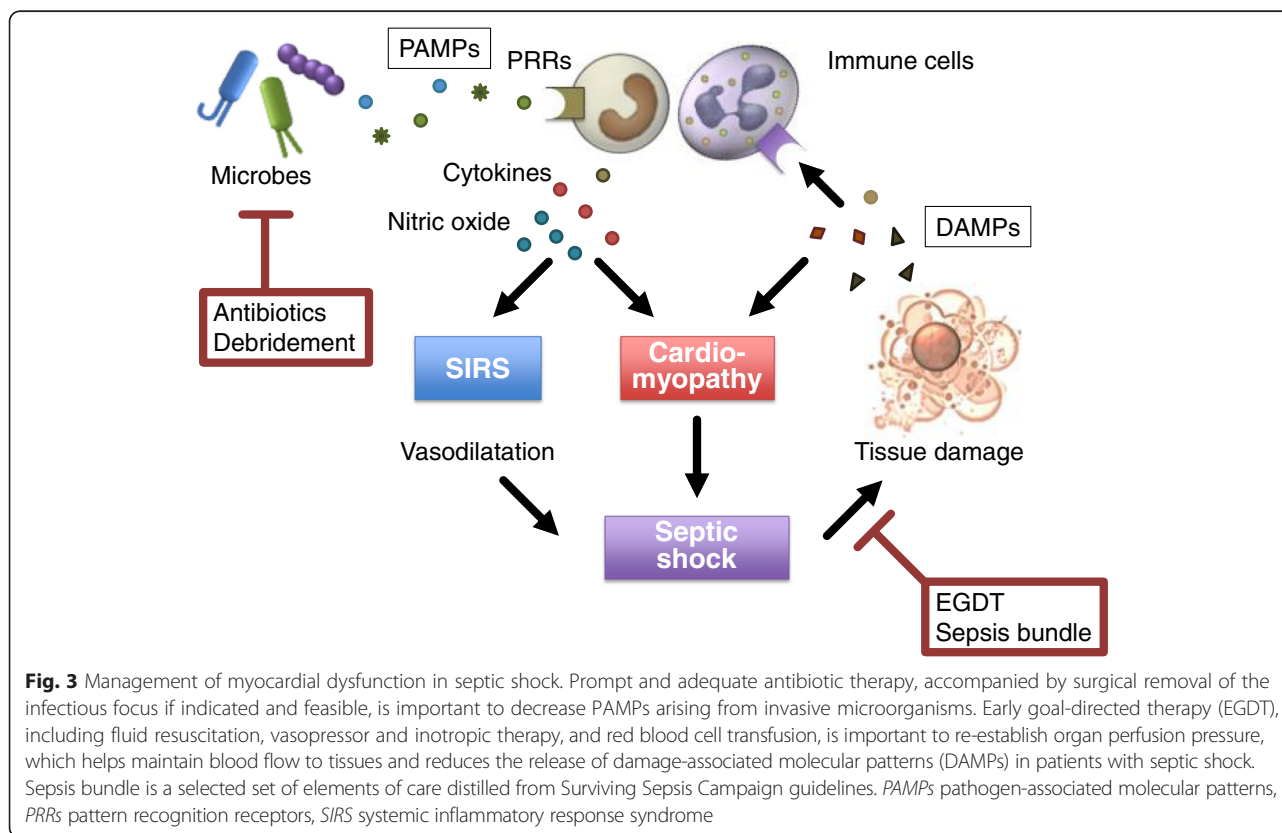 PAMPs
PRRs
Immune cells
Microbes
Cytokines
Nitric oxide
DAMPs
Antibiotics
Debridement
SIRS
Cardio-
myopathy
Vasodilatation
Tissue damage
Septic
shock
EGDT
Sepsis bundle
Fig. 3 Management of myocardial dysfunction in septic shock. Prompt and adequate antibiotic therapy, accompanied by surgical removal of the
infectious focus if indicated and feasible, is important to decrease PAMPs arising from invasive microorganisms. Early goal-directed therapy (EGDT),
including fluid resuscitation, vasopressor and inotropic therapy, and red blood cell transfusion, is important to re-establish organ perfusion pressure,
which helps maintain blood flow to tissues and reduces the release of damage-associated molecular patterns (DAMPs) in patients with septic shock.
Sepsis bundle is a selected set of elements of care distilled from Surviving Sepsis Campaign guidelines. PAMPs pathogen-associated molecular patterns,
PRRs pattern recognition receptors, SIRS systemic inflammatory response syndrome